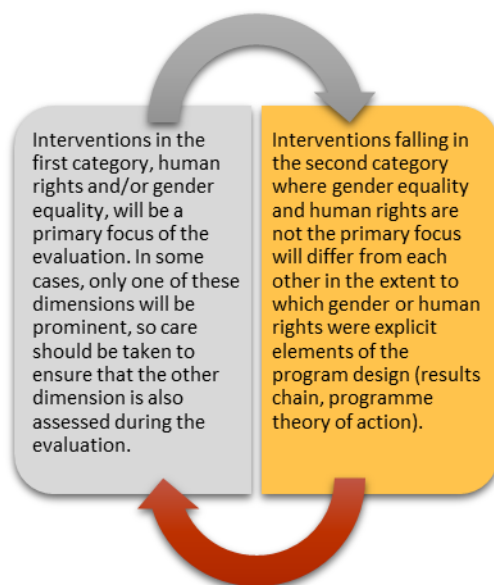 Interventions in the
first category, human
rights and/or gender
equality, will be a
primary focus of the
evaluation. In some
cases, only one of these
dimensions will be
prominent, so care
should be taken to
ensure that the other
dimension is also
assessed during the
evaluation.
Interventions falling in
the second category
where gender equality
and human rights are
not the primary focus
will differ from each
other in the extent to
which gender or human
rights were explicit
elements of the
program design (results
chain, programme
theory of action).